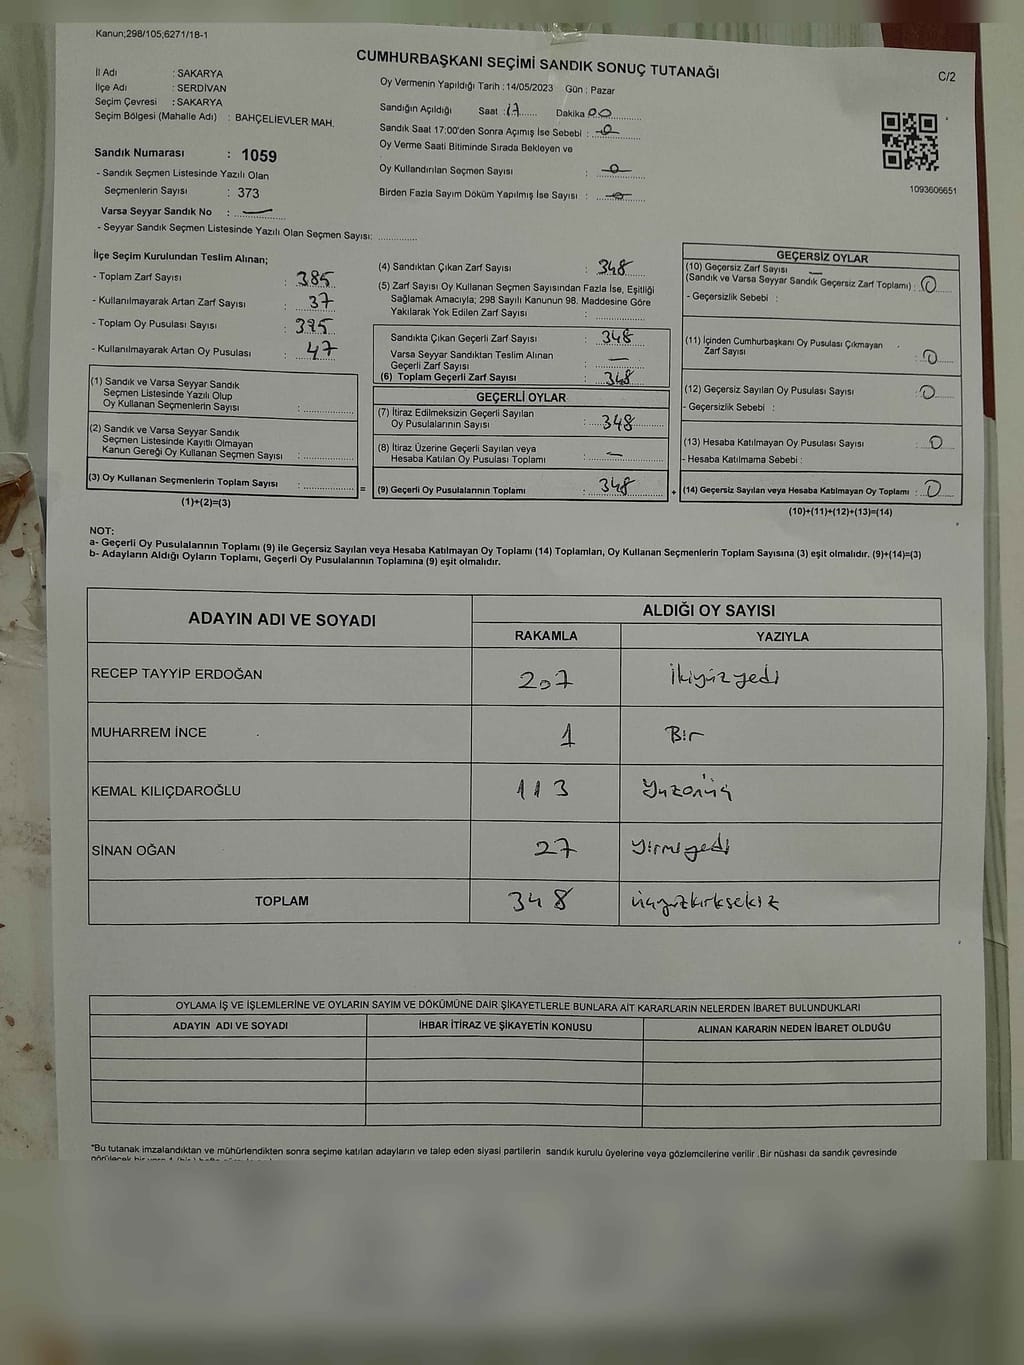 Kanun;298/105,6271/18-1
CUMHURBAŞKANI SEÇİMİ SANDIK SONUÇ TUTANAĞI
C/2
İl Adı : SAKARYA
İlçe Adı : SERDİVAN
Seçim Çevresi : SAKARYA
Seçim Bölgesi (Mahalle Adı) : BAHÇELİEVLER MAH.
Oy Vermenin Yapıldığı Tarih : 14/05/2023 Gün : Pazar
Sandığın Açıldığı Saat : 17 Dakika 00
Sandık Saat 17:00'den Sonra Açımış İse Sebebi : 0
Oy Verme Saati Bitiminde Sırada Bekleyen ve
Oy Kullandırılan Seçmen Sayısı : 0
Birden Fazla Sayım Döküm Yapılmış İse Sayısı : 0
1093606651
Sandık Numarası : 1059
- Sandık Seçmen Listesinde Yazılı Olan
Seçmenlerin Sayısı : 373
Varsa Seyyar Sandık No : —
- Seyyar Sandık Seçmen Listesinde Yazılı Olan Seçmen Sayısı: ............
İlçe Seçim Kurulundan Teslim Alınan;
- Toplam Zarf Sayısı : 385
- Kullanılmayarak Artan Zarf Sayısı : 37
- Toplam Oy Pusulası Sayısı : 395
- Kullanılmayarak Artan Oy Pusulası : 47
(1) Sandık ve Varsa Seyyar Sandık
Seçmen Listesinde Yazılı Olup
Oy Kullanan Seçmenlerin Sayısı : ................
(2) Sandık ve Varsa Seyyar Sandık
Seçmen Listesinde Kayıtlı Olmayan
Kanun Gereği Oy Kullanan Seçmen Sayısı : ................
(3) Oy Kullanan Seçmenlerin Toplam Sayısı : ................ =
(1)+(2)=(3)
(4) Sandıktan Çıkan Zarf Sayısı : 348
(5) Zarf Sayısı Oy Kullanan Seçmen Sayısından Fazla İse, Eşitliği
Sağlamak Amacıyla; 298 Sayılı Kanunun 98. Maddesine Göre
Yakılarak Yok Edilen Zarf Sayısı : ................
Sandıkta Çıkan Geçerli Zarf Sayısı : 348
Varsa Seyyar Sandıktan Teslim Alınan
Geçerli Zarf Sayısı : —
(6) Toplam Geçerli Zarf Sayısı : 348
GEÇERLİ OYLAR
(7) İtiraz Edilmeksizin Geçerli Sayılan
Oy Pusulalarının Sayısı : 348
(8) İtiraz Üzerine Geçerli Sayılan veya
Hesaba Katılan Oy Pusulası Toplamı : —
(9) Geçerli Oy Pusulalarının Toplamı : 348 +
GEÇERSİZ OYLAR
(10) Geçersiz Zarf Sayısı —
(Sandık ve Varsa Seyyar Sandık Geçersiz Zarf Toplamı) : 0
- Geçersizlik Sebebi :
(11) İçinden Cumhurbaşkanı Oy Pusulası Çıkmayan
Zarf Sayısı : 0
(12) Geçersiz Sayılan Oy Pusulası Sayısı : 0
- Geçersizlik Sebebi :
(13) Hesaba Katılmayan Oy Pusulası Sayısı : 0
- Hesaba Katılmama Sebebi :
(14) Geçersiz Sayılan veya Hesaba Katılmayan Oy Toplamı : 0
(10)+(11)+(12)+(13)=(14)
NOT:
a- Geçerli Oy Pusulalarının Toplamı (9) ile Geçersiz Sayılan veya Hesaba Katılmayan Oy Toplamı (14) Toplamları, Oy Kullanan Seçmenlerin Toplam Sayısına (3) eşit olmalıdır. (9)+(14)=(3)
b- Adayların Aldığı Oyların Toplamı, Geçerli Oy Pusulalarının Toplamına (9) eşit olmalıdır.
ADAYIN ADI VE SOYADI
ALDIĞI OY SAYISI
RAKAMLA YAZIYLA
RECEP TAYYİP ERDOĞAN 207 İkiyüzyedi
MUHARREM İNCE 1 Bir
KEMAL KILIÇDAROĞLU 113 Yüzonüç
SİNAN OĞAN 27 Yirmiyedi
TOPLAM 348 üçyüzkırksekiz
OYLAMA İŞ VE İŞLEMLERİNE VE OYLARIN SAYIM VE DÖKÜMÜNE DAİR ŞİKAYETLERLE BUNLARA AİT KARARLARIN NELERDEN İBARET BULUNDUKLARI
ADAYIN ADI VE SOYADI İHBAR İTİRAZ VE ŞİKAYETİN KONUSU ALINAN KARARIN NEDEN İBARET OLDUĞU
*Bu tutanak imzalandıktan ve mühürlendikten sonra seçime katılan adayların ve talep eden siyasi partilerin sandık kurulu üyelerine veya gözlemcilerine verilir .Bir nüshası da sandık çevresinde